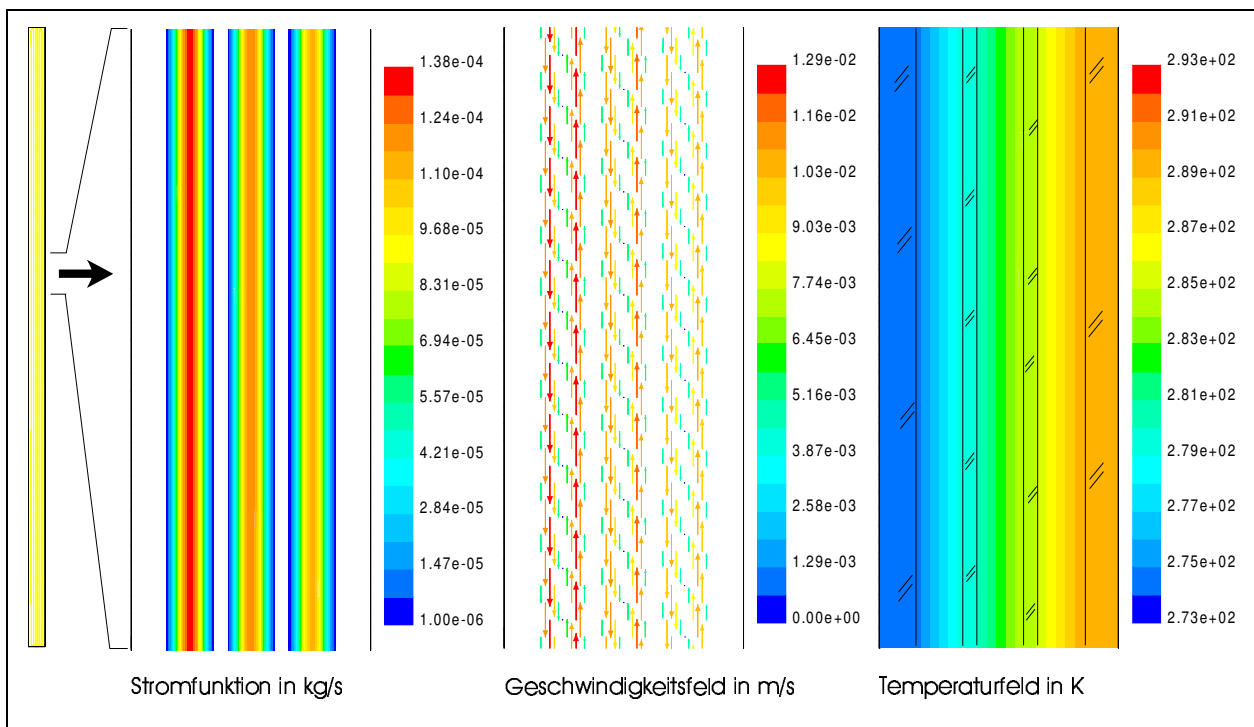 1.38e-04
1.24e-04
1.10e-04
9.68e-05
8.31e-05
6.94e-05
5.57e-05
4.21e-05
2.84e-05
1.47e-05
1.00e-06
Stromfunktion in kg/s
1.29e-02
1.16e-02
1.03e-02
9.03e-03
7.74e-03
6.45e-03
5.16e-03
3.87e-03
2.58e-03
1.29e-03
0.00e+00
Geschwindigkeitsfeld in m/s
2.93e+02
2.91e+02
2.89e+02
2.87e+02
2.85e+02
2.83e+02
2.81e+02
2.79e+02
2.77e+02
2.75e+02
2.73e+02
Temperaturfeld in K